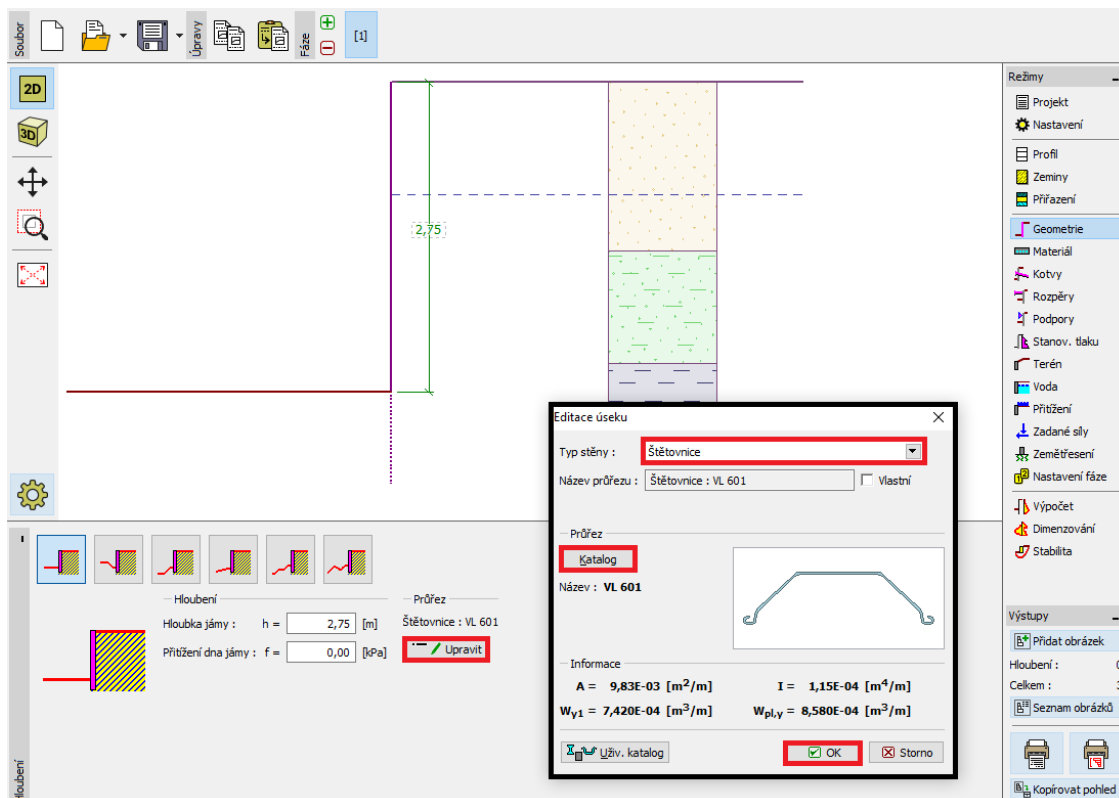 Soubor
Úpravy
Fáze
[1]
2D
3D
2,75
Režimy
Projekt
Nastavení
Profil
Zeminy
Přiřazení
Geometrie
Materiál
Kotvy
Rozpěry
Podpory
Stanov. tlaku
Terén
Voda
Přitížení
Zadané síly
Zemětřesení
Nastavení fáze
Výpočet
Dimenzování
Stabilita
Editace úseku
Typ stěny : Štětovnice
Název průřezu : Štětovnice : VL 601 Vlastní
Průřez
Katalog
Název : VL 601
Informace
A = 9,83E-03 [m²/m] I = 1,15E-04 [m⁴/m]
Wy1 = 7,420E-04 [m³/m] Wpl,y = 8,580E-04 [m³/m]
Uživ. katalog OK Storno
Hloubení
Hloubka jámy : h = 2,75 [m]
Přitížení dna jámy : f = 0,00 [kPa]
Průřez
Štětovnice : VL 601
Upravit
Hloubení
Výstupy
Přidat obrázek
Hloubení :
Celkem :
Seznam obrázků
Kopírovat pohled